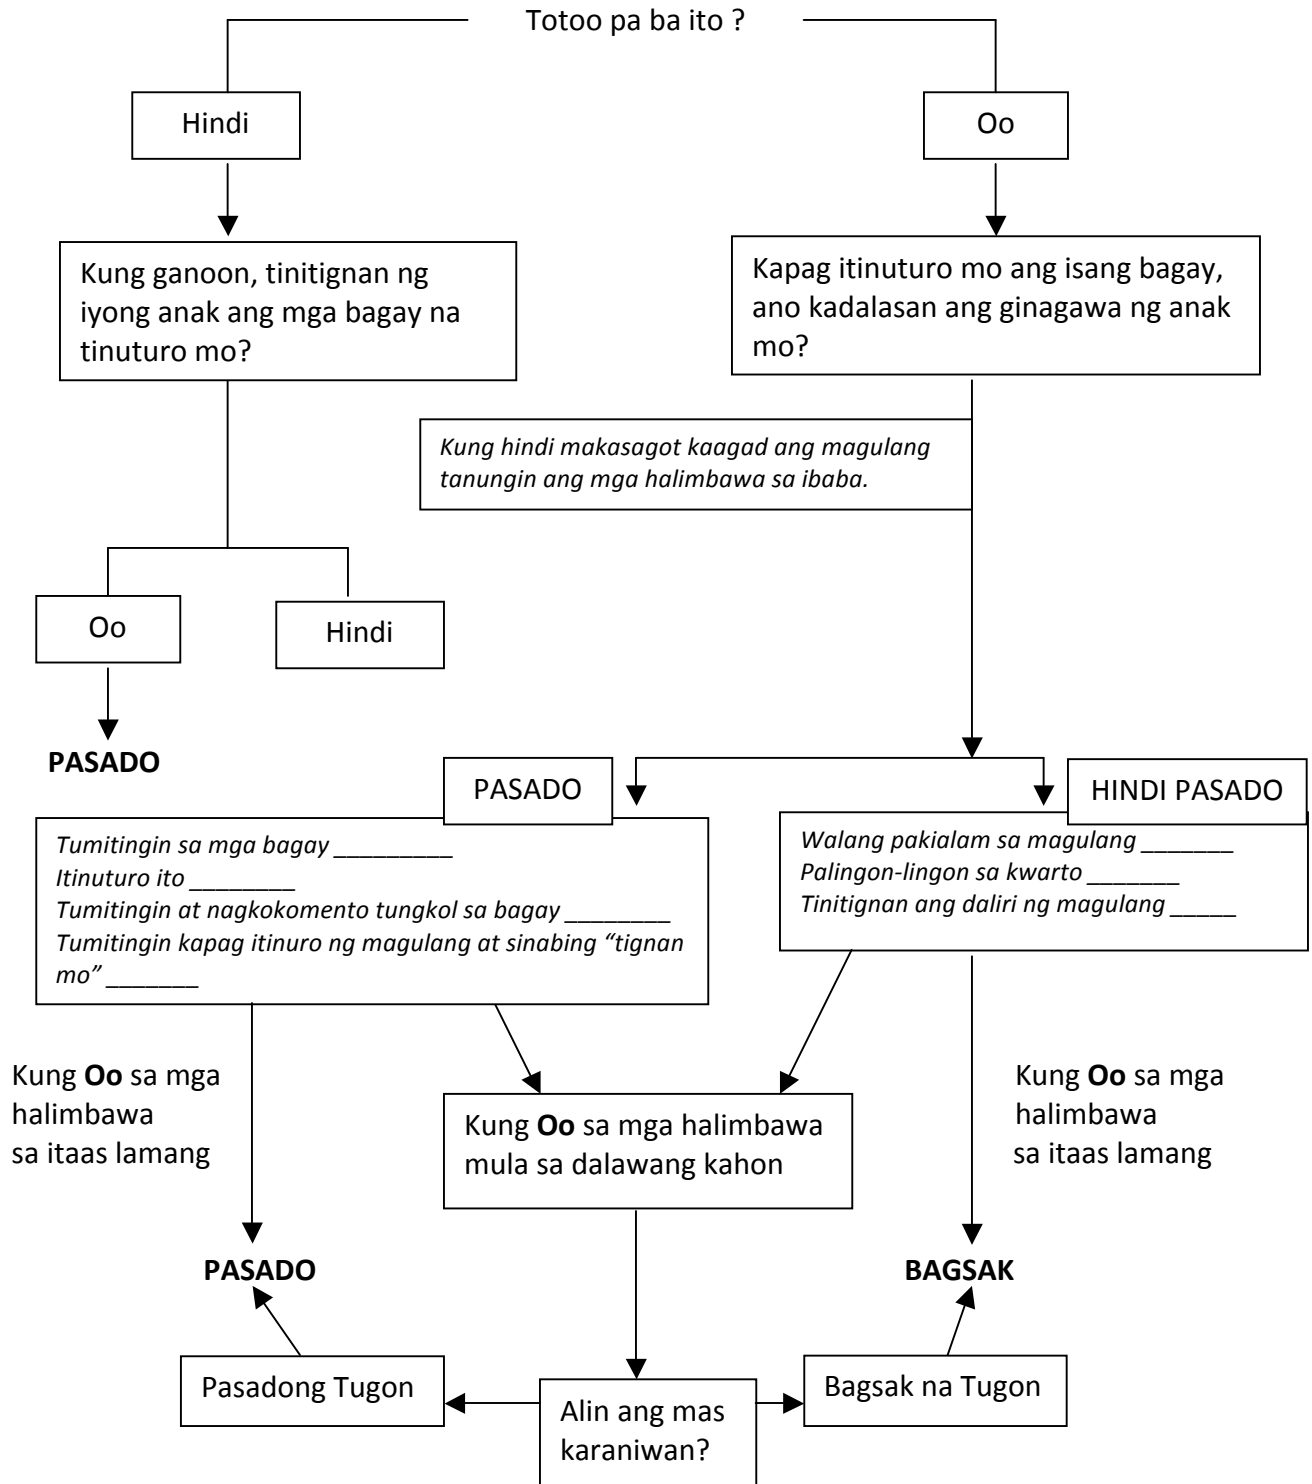 Totoo pa ba ito ?
Hindi
Oo
Kung ganoon, tinitignan ng
iyong anak ang mga bagay na
tinuturo mo?
Kapag itinuturo mo ang isang bagay,
ano kadalasan ang ginagawa ng anak
mo?
Kung hindi makasagot kaagad ang magulang
tanungin ang mga halimbawa sa ibaba.
Oo
Hindi
PASADO
PASADO
HINDI PASADO
Tumitingin sa mga bagay _________
Itinuturo ito ________
Tumitingin at nagkokomento tungkol sa bagay ________
Tumitingin kapag itinuro ng magulang at sinabing “tignan
mo” _______
Walang pakialam sa magulang _______
Palingon-lingon sa kwarto _______
Tinitignan ang daliri ng magulang _____
Kung Oo sa mga
halimbawa
sa itaas lamang
Kung Oo sa mga halimbawa
mula sa dalawang kahon
Kung Oo sa mga
halimbawa
sa itaas lamang
PASADO
BAGSAK
Pasadong Tugon
Alin ang mas
karaniwan?
Bagsak na Tugon